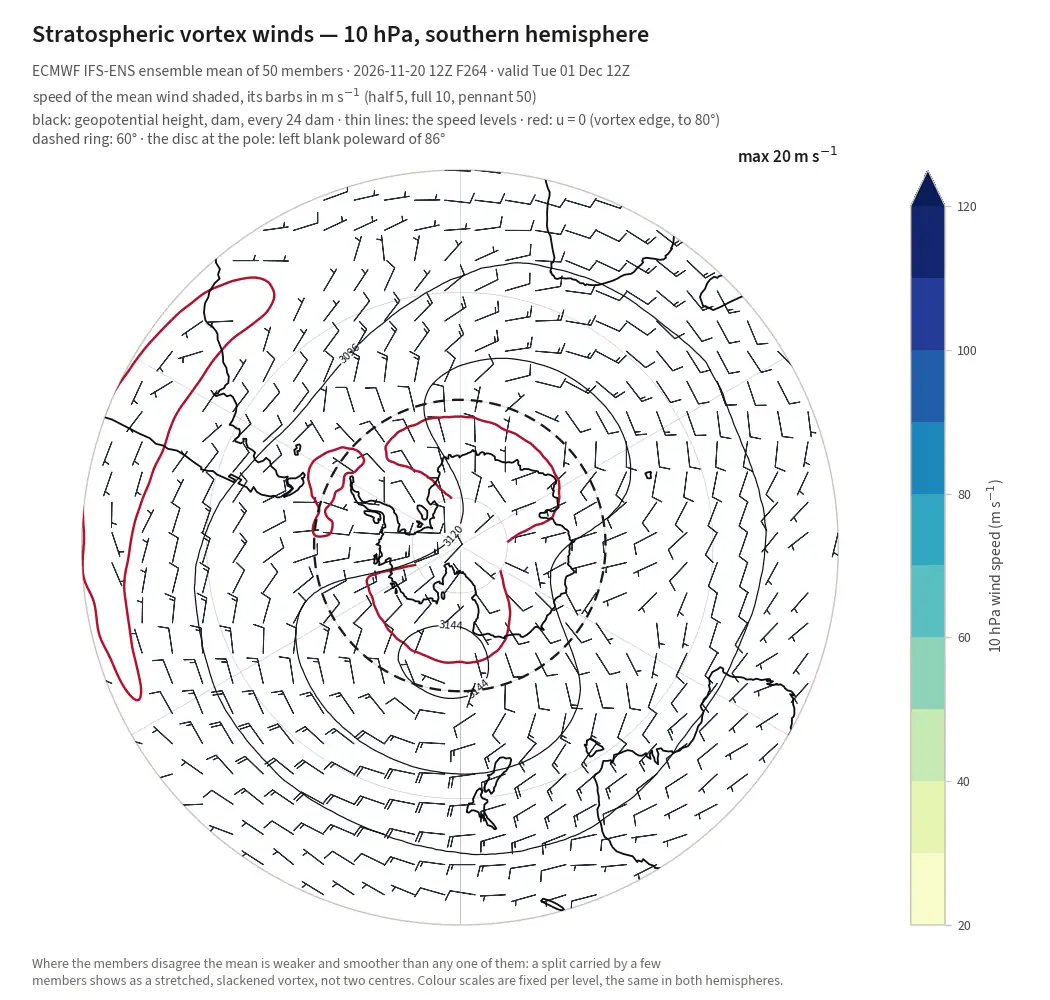 Stratospheric vortex winds — 10 hPa, southern hemisphere
ECMWF IFS-ENS ensemble mean of 50 members · 2026-11-20 12Z F264 · valid Tue 01 Dec 12Z
speed of the mean wind shaded, its barbs in m s⁻¹ (half 5, full 10, pennant 50)
black: geopotential height, dam, every 24 dam · thin lines: the speed levels · red: u = 0 (vortex edge, to 80°)
dashed ring: 60° · the disc at the pole: left blank poleward of 86°
max 20 m s⁻¹
120
100
80
60
40
20
10 hPa wind speed (m s⁻¹)
3096
3120
3144
3144
Where the members disagree the mean is weaker and smoother than any one of them: a split carried by a few
members shows as a stretched, slackened vortex, not two centres. Colour scales are fixed per level, the same in both hemispheres.